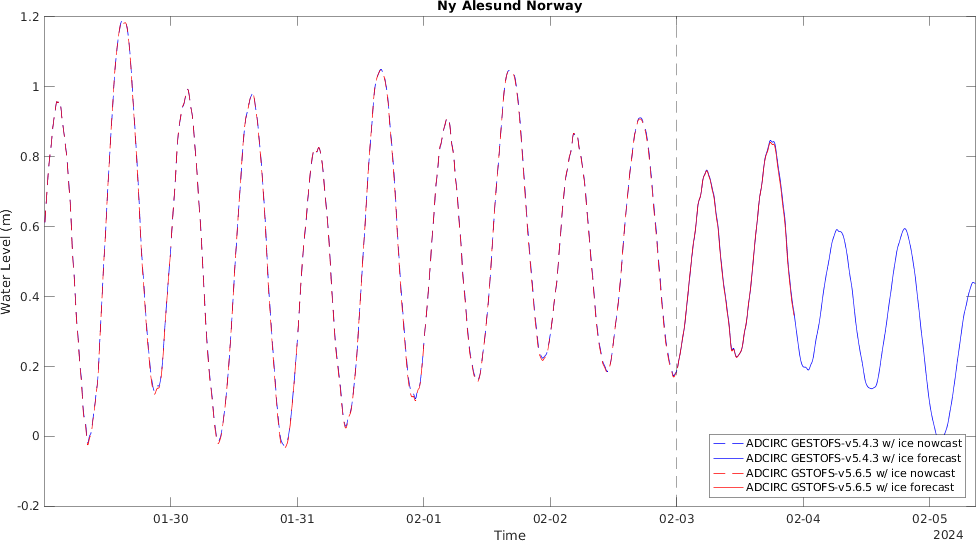 Ny Alesund Norway
1.2
1
0.8
0.6
0.4
0.2
0
-0.2
Water Level (m)
01-30 01-31 02-01 02-02 02-03 02-04 02-05
Time
2024
ADCIRC GESTOFS-v5.4.3 w/ ice nowcast
ADCIRC GESTOFS-v5.4.3 w/ ice forecast
ADCIRC GSTOFS-v5.6.5 w/ ice nowcast
ADCIRC GSTOFS-v5.6.5 w/ ice forecast